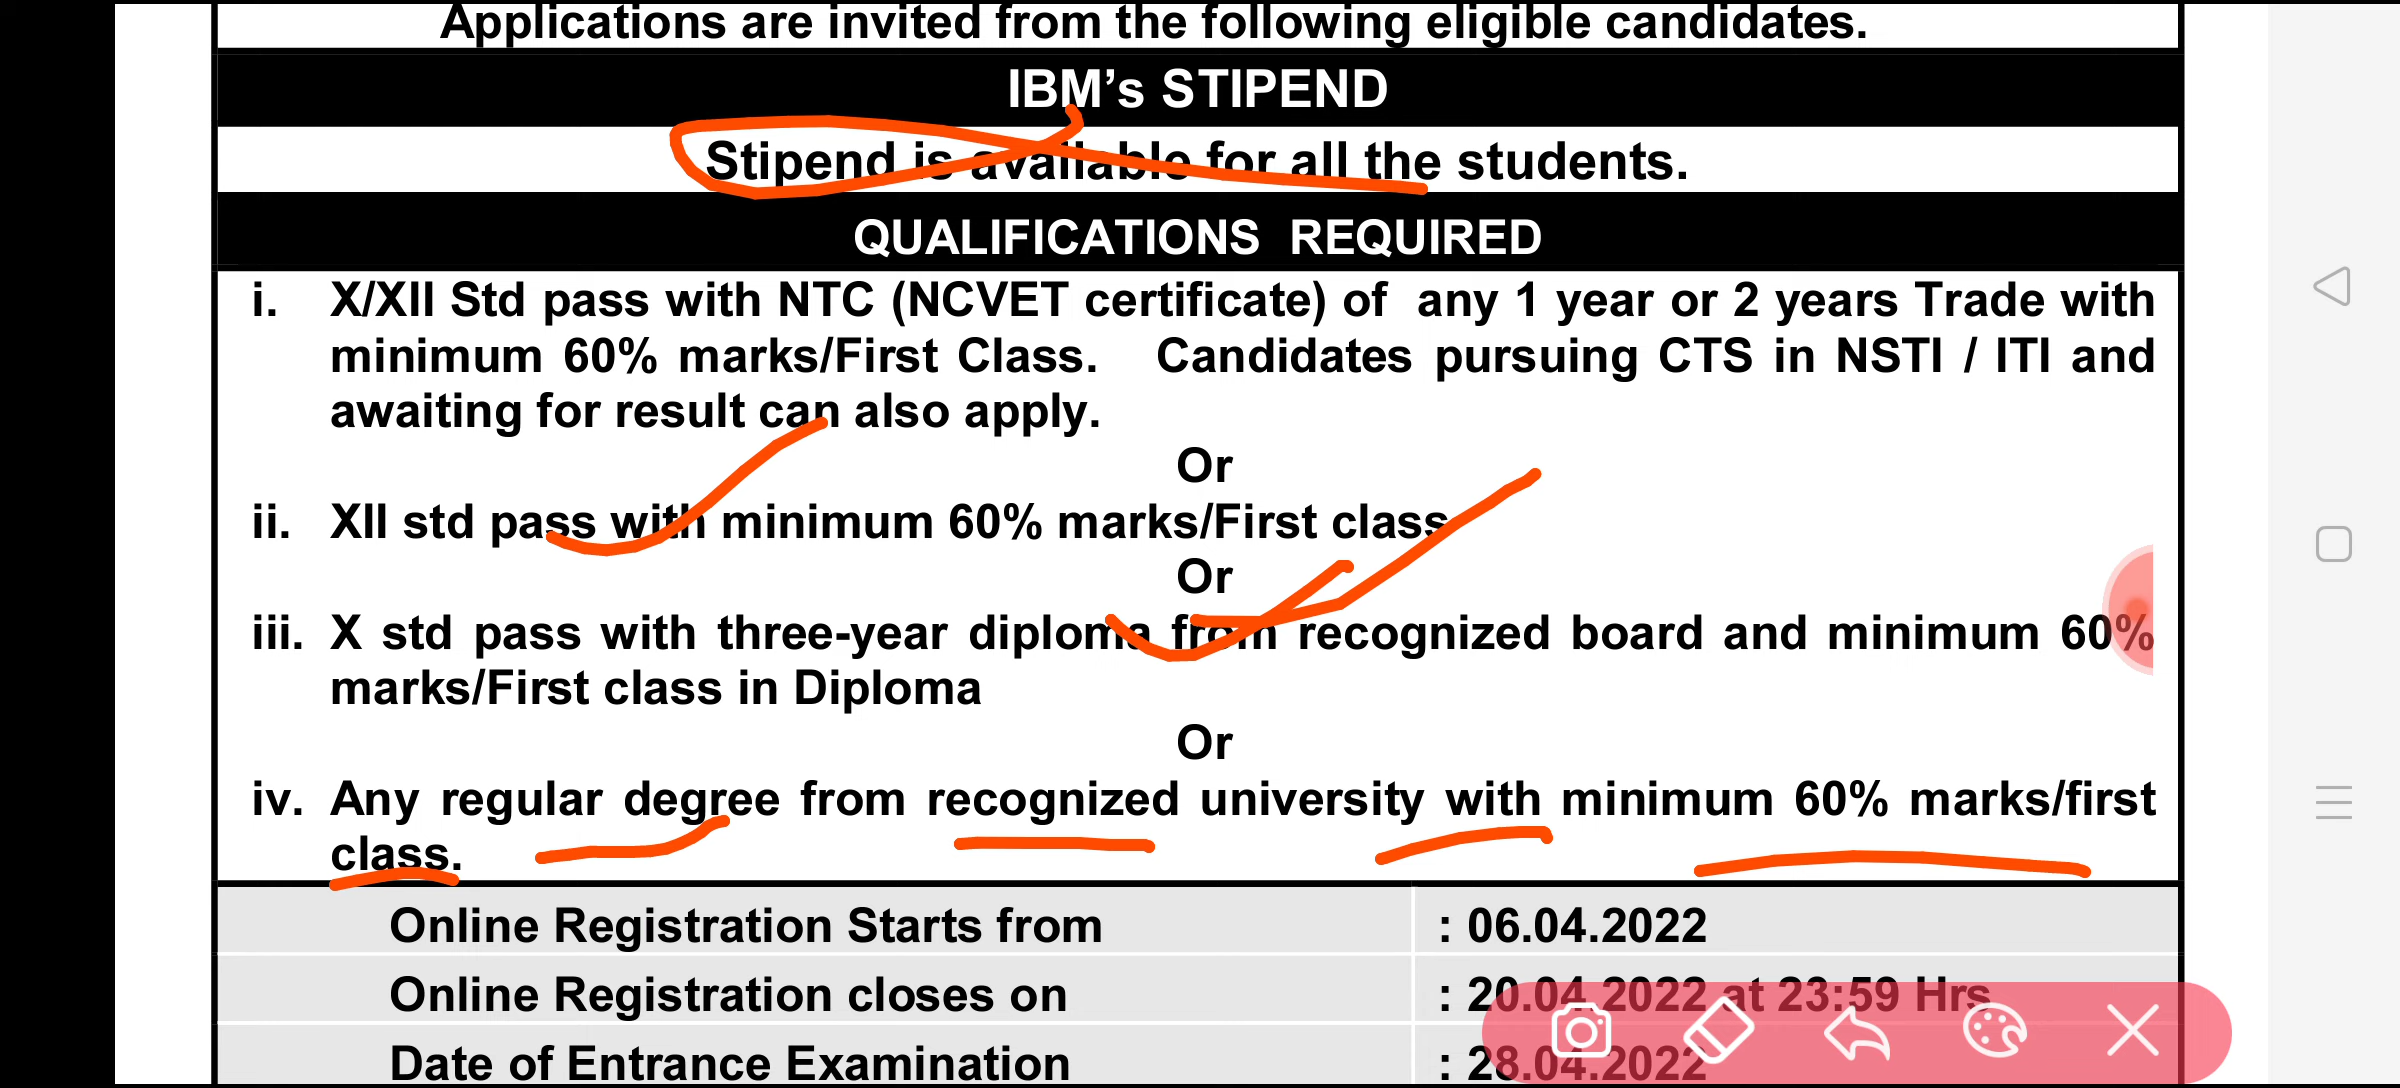 Applications are invited from the following eligible candidates.
IBM's STIPEND
Stipend is available for all the students.
QUALIFICATIONS REQUIRED
i. X/XII Std pass with NTC (NCVET certificate) of any 1 year or 2 years Trade with
minimum 60% marks/First Class. Candidates pursuing CTS in NSTI / ITI and
awaiting for result can also apply.
Or
ii. XII std pass with minimum 60% marks/First class
Or
iii. X std pass with three-year diploma from recognized board and minimum 60%
marks/First class in Diploma
Or
iv. Any regular degree from recognized university with minimum 60% marks/first
class.
Online Registration Starts from : 06.04.2022
Online Registration closes on : 20.04.2022 at 23:59 Hrs
Date of Entrance Examination : 28.04.2022